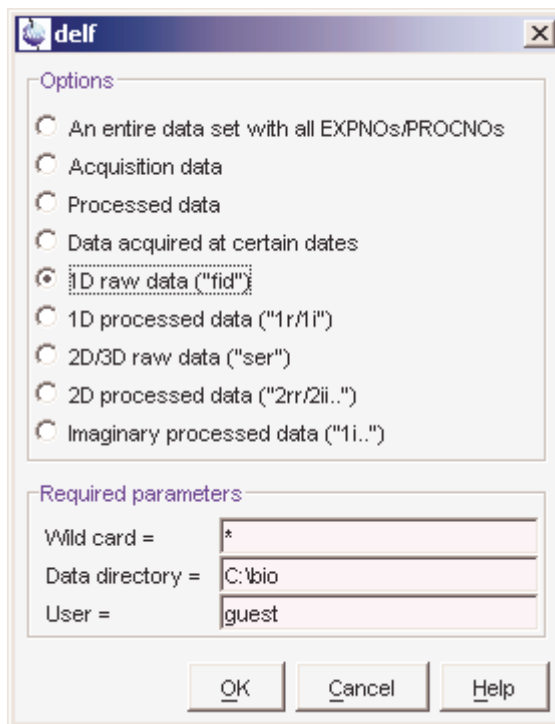 delf
Options
An entire data set with all EXPNOs/PROCNOs
Acquisition data
Processed data
Data acquired at certain dates
1D raw data ("fid")
1D processed data ("1r/1i")
2D/3D raw data ("ser")
2D processed data ("2rr/2ii..")
Imaginary processed data ("1i..")
Required parameters
Wild card = *
Data directory = C:\bio
User = guest
OK Cancel Help